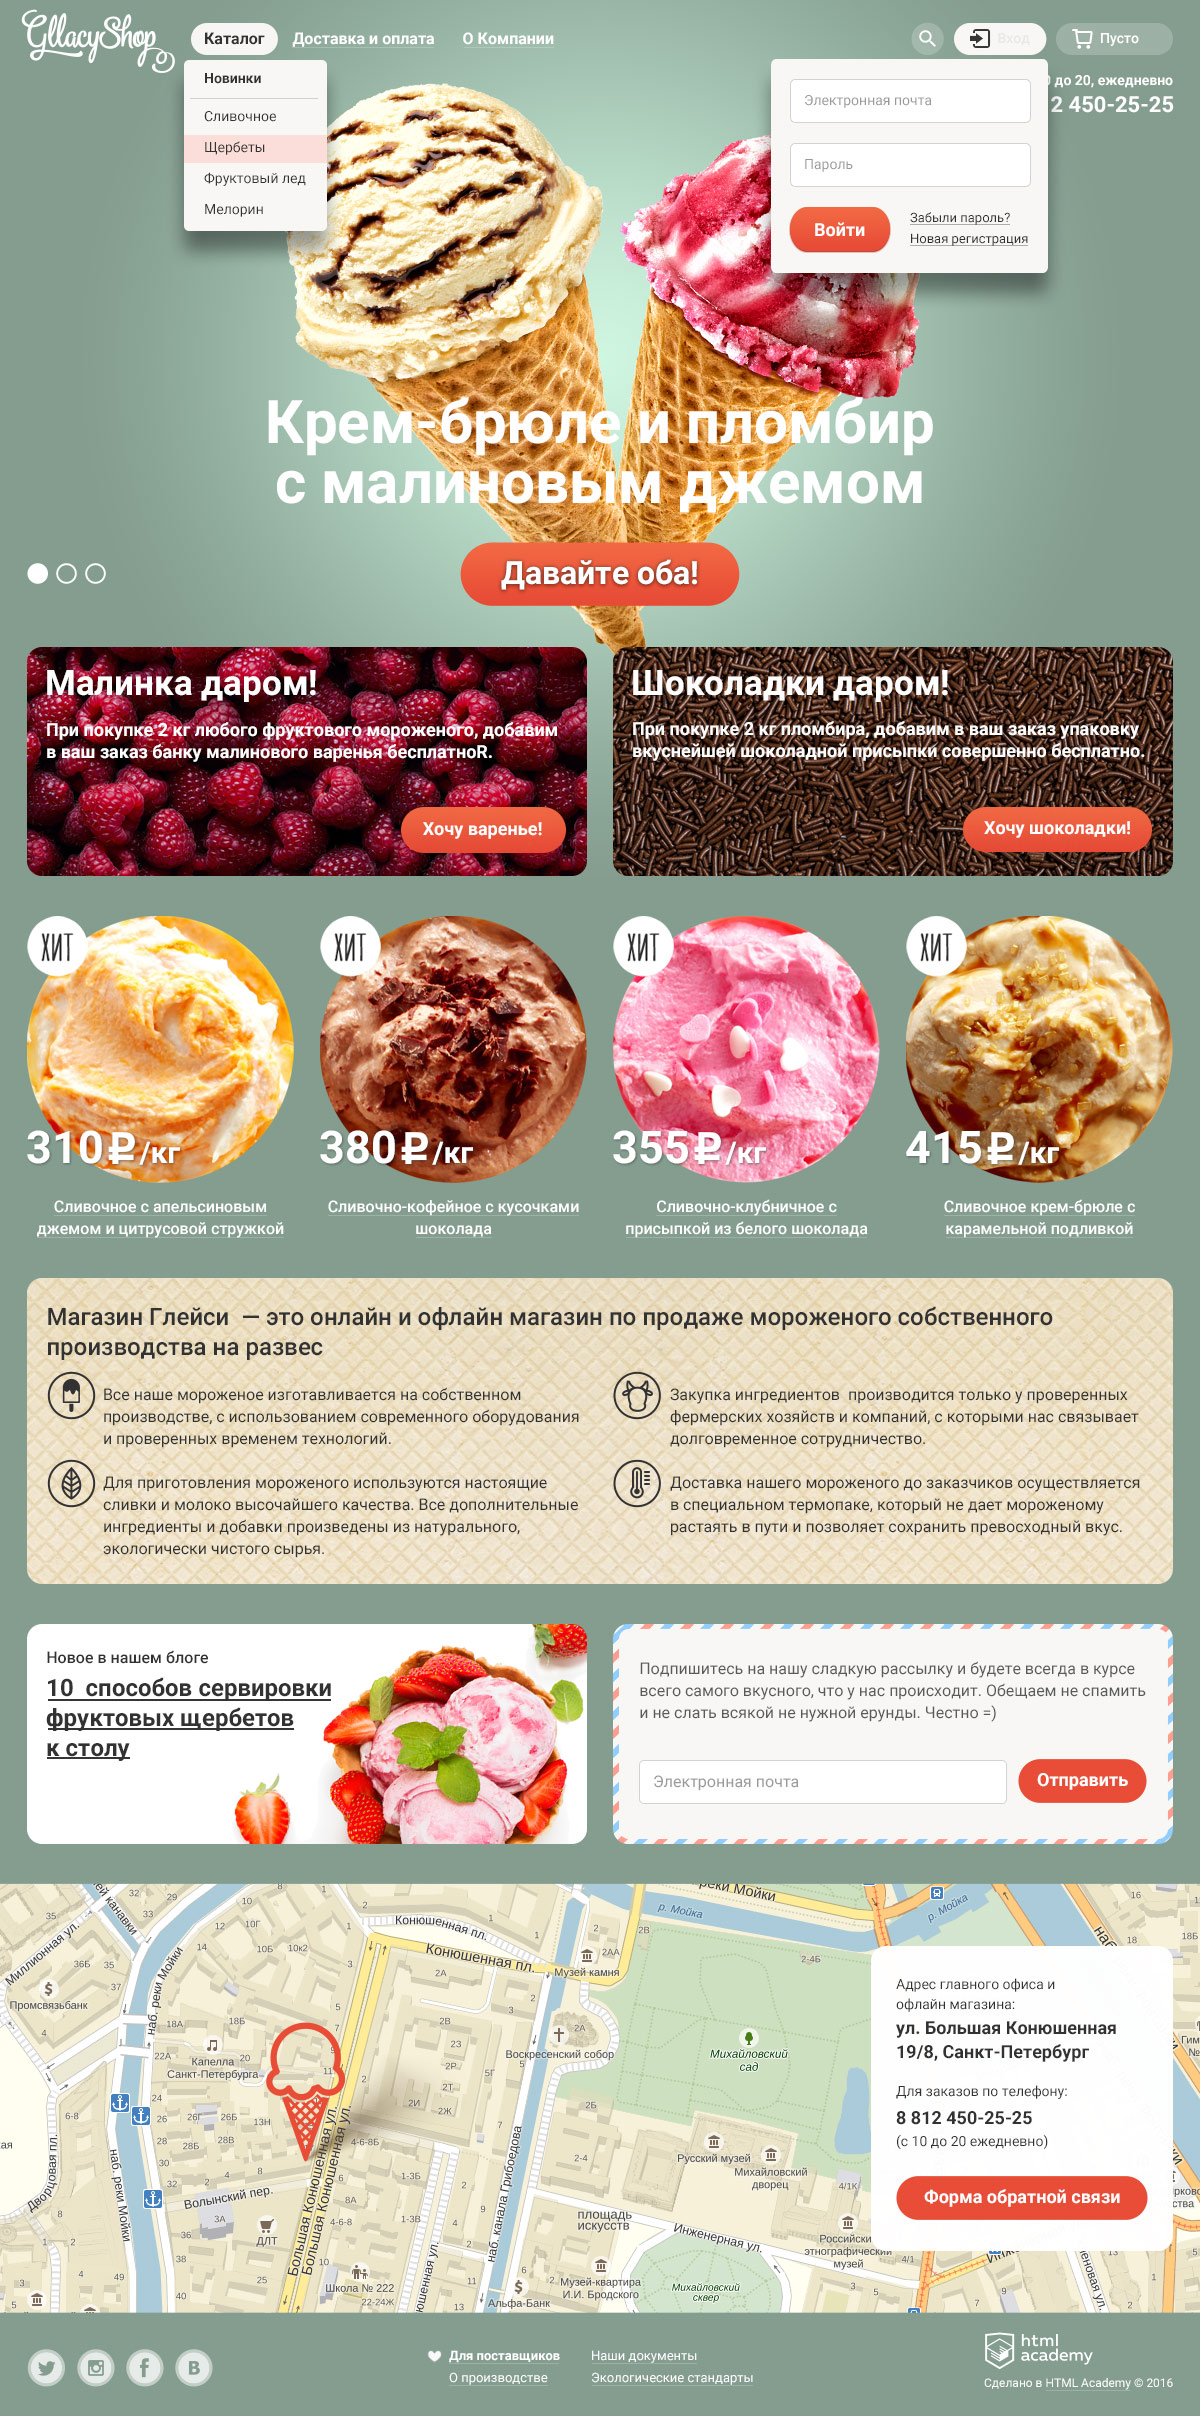 GllacyShop
Каталог
Доставка и оплата
О Компании
Вход
Пусто
Новинки
Сливочное
Щербеты
Фруктовый лед
Мелорин
Электронная почта
Пароль
Войти
Забыли пароль?
Новая регистрация
до 20, ежедневно
2 450-25-25
Крем-брюле и пломбир
с малиновым джемом
Давайте оба!
Малинка даром!
При покупке 2 кг любого фруктового мороженого, добавим
в ваш заказ банку малинового варенья бесплатноR.
Хочу варенье!
Шоколадки даром!
При покупке 2 кг пломбира, добавим в ваш заказ упаковку
вкуснейшей шоколадной присыпки совершенно бесплатно.
Хочу шоколадки!
ХИТ
310₽/кг
Сливочное с апельсиновым
джемом и цитрусовой стружкой
ХИТ
380₽/кг
Сливочно-кофейное с кусочками
шоколада
ХИТ
355₽/кг
Сливочно-клубничное с
присыпкой из белого шоколада
ХИТ
415₽/кг
Сливочное крем-брюле с
карамельной подливкой
Магазин Глейси — это онлайн и офлайн магазин по продаже мороженого собственного
производства на развес
Все наше мороженое изготавливается на собственном
производстве, с использованием современного оборудования
и проверенных временем технологий.
Закупка ингредиентов производится только у проверенных
фермерских хозяйств и компаний, с которыми нас связывает
долговременное сотрудничество.
Для приготовления мороженого используются настоящие
сливки и молоко высочайшего качества. Все дополнительные
ингредиенты и добавки произведены из натурального,
экологически чистого сырья.
Доставка нашего мороженого до заказчиков осуществляется
в специальном термопаке, который не дает мороженому
растаять в пути и позволяет сохранить превосходный вкус.
Новое в нашем блоге
10 способов сервировки
фруктовых щербетов
к столу
Подпишитесь на нашу сладкую рассылку и будете всегда в курсе
всего самого вкусного, что у нас происходит. Обещаем не спамить
и не слать всякой не нужной ерунды. Честно =)
Электронная почта
Отправить
реки Мойки
р. Мойка
р. Мойка
Миллионная ул.
Конюшенная пл.
Конюшенная пл.
Музей камня
Промсвязьбанк
наб. реки Мойки
Капелла
Санкт-Петербурга
Воскресенский собор
Михайловский
сад
Русский музей
Михайловский
дворец
Дворцовая пл.
наб. реки Мойки
Волынский пер.
ДЛТ
Большая Конюшенная ул.
Большая Конюшенная ул.
Школа № 222
наб. канала Грибоедова
площадь
искусств
Инженерная ул.
Российский
этнографический
музей
Музей-квартира
И.И. Бродского
Михайловский
сквер
Альфа-Банк
Адрес главного офиса и
офлайн магазина:
ул. Большая Конюшенная
19/8, Санкт-Петербург
Для заказов по телефону:
8 812 450-25-25
(с 10 до 20 ежедневно)
Форма обратной связи
Для поставщиков
О производстве
Наши документы
Экологические стандарты
html
academy
Сделано в HTML Academy © 2016